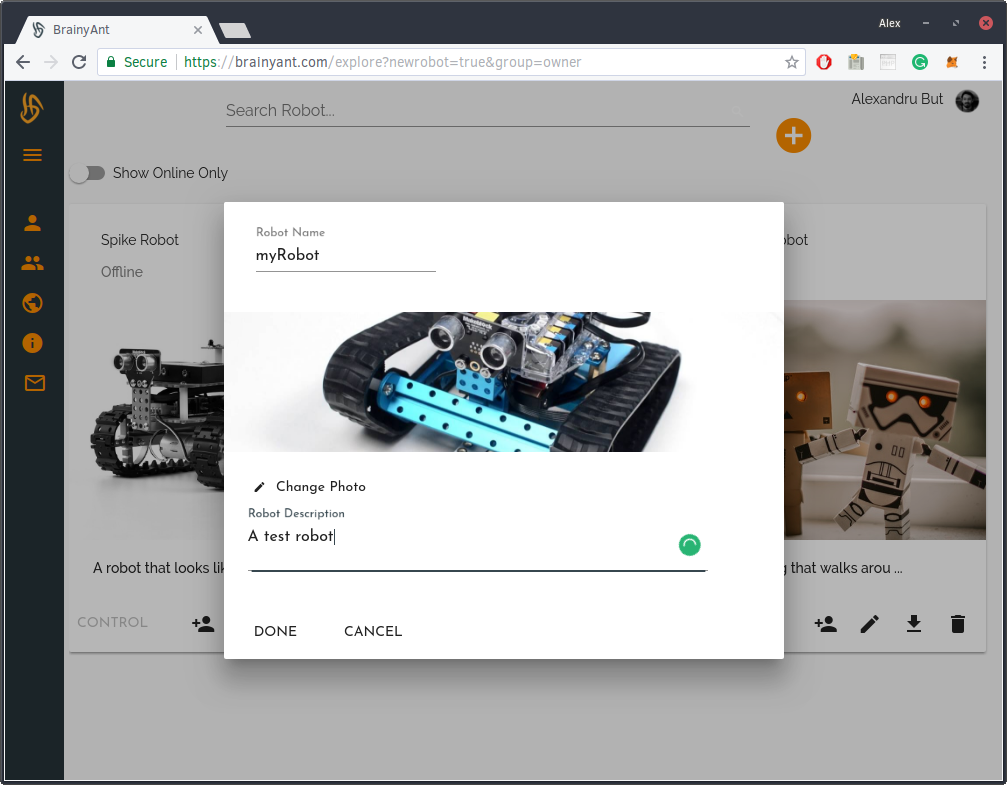 BrainyAnt
Alex
Secure
https://brainyant.com/explore?newrobot=true&group=owner
Search Robot...
Alexandru But
Show Online Only
Spike Robot
Offline
Robot Name
myRobot
Change Photo
Robot Description
A test robot
A robot that looks
that walks arou ...
CONTROL
DONE
CANCEL